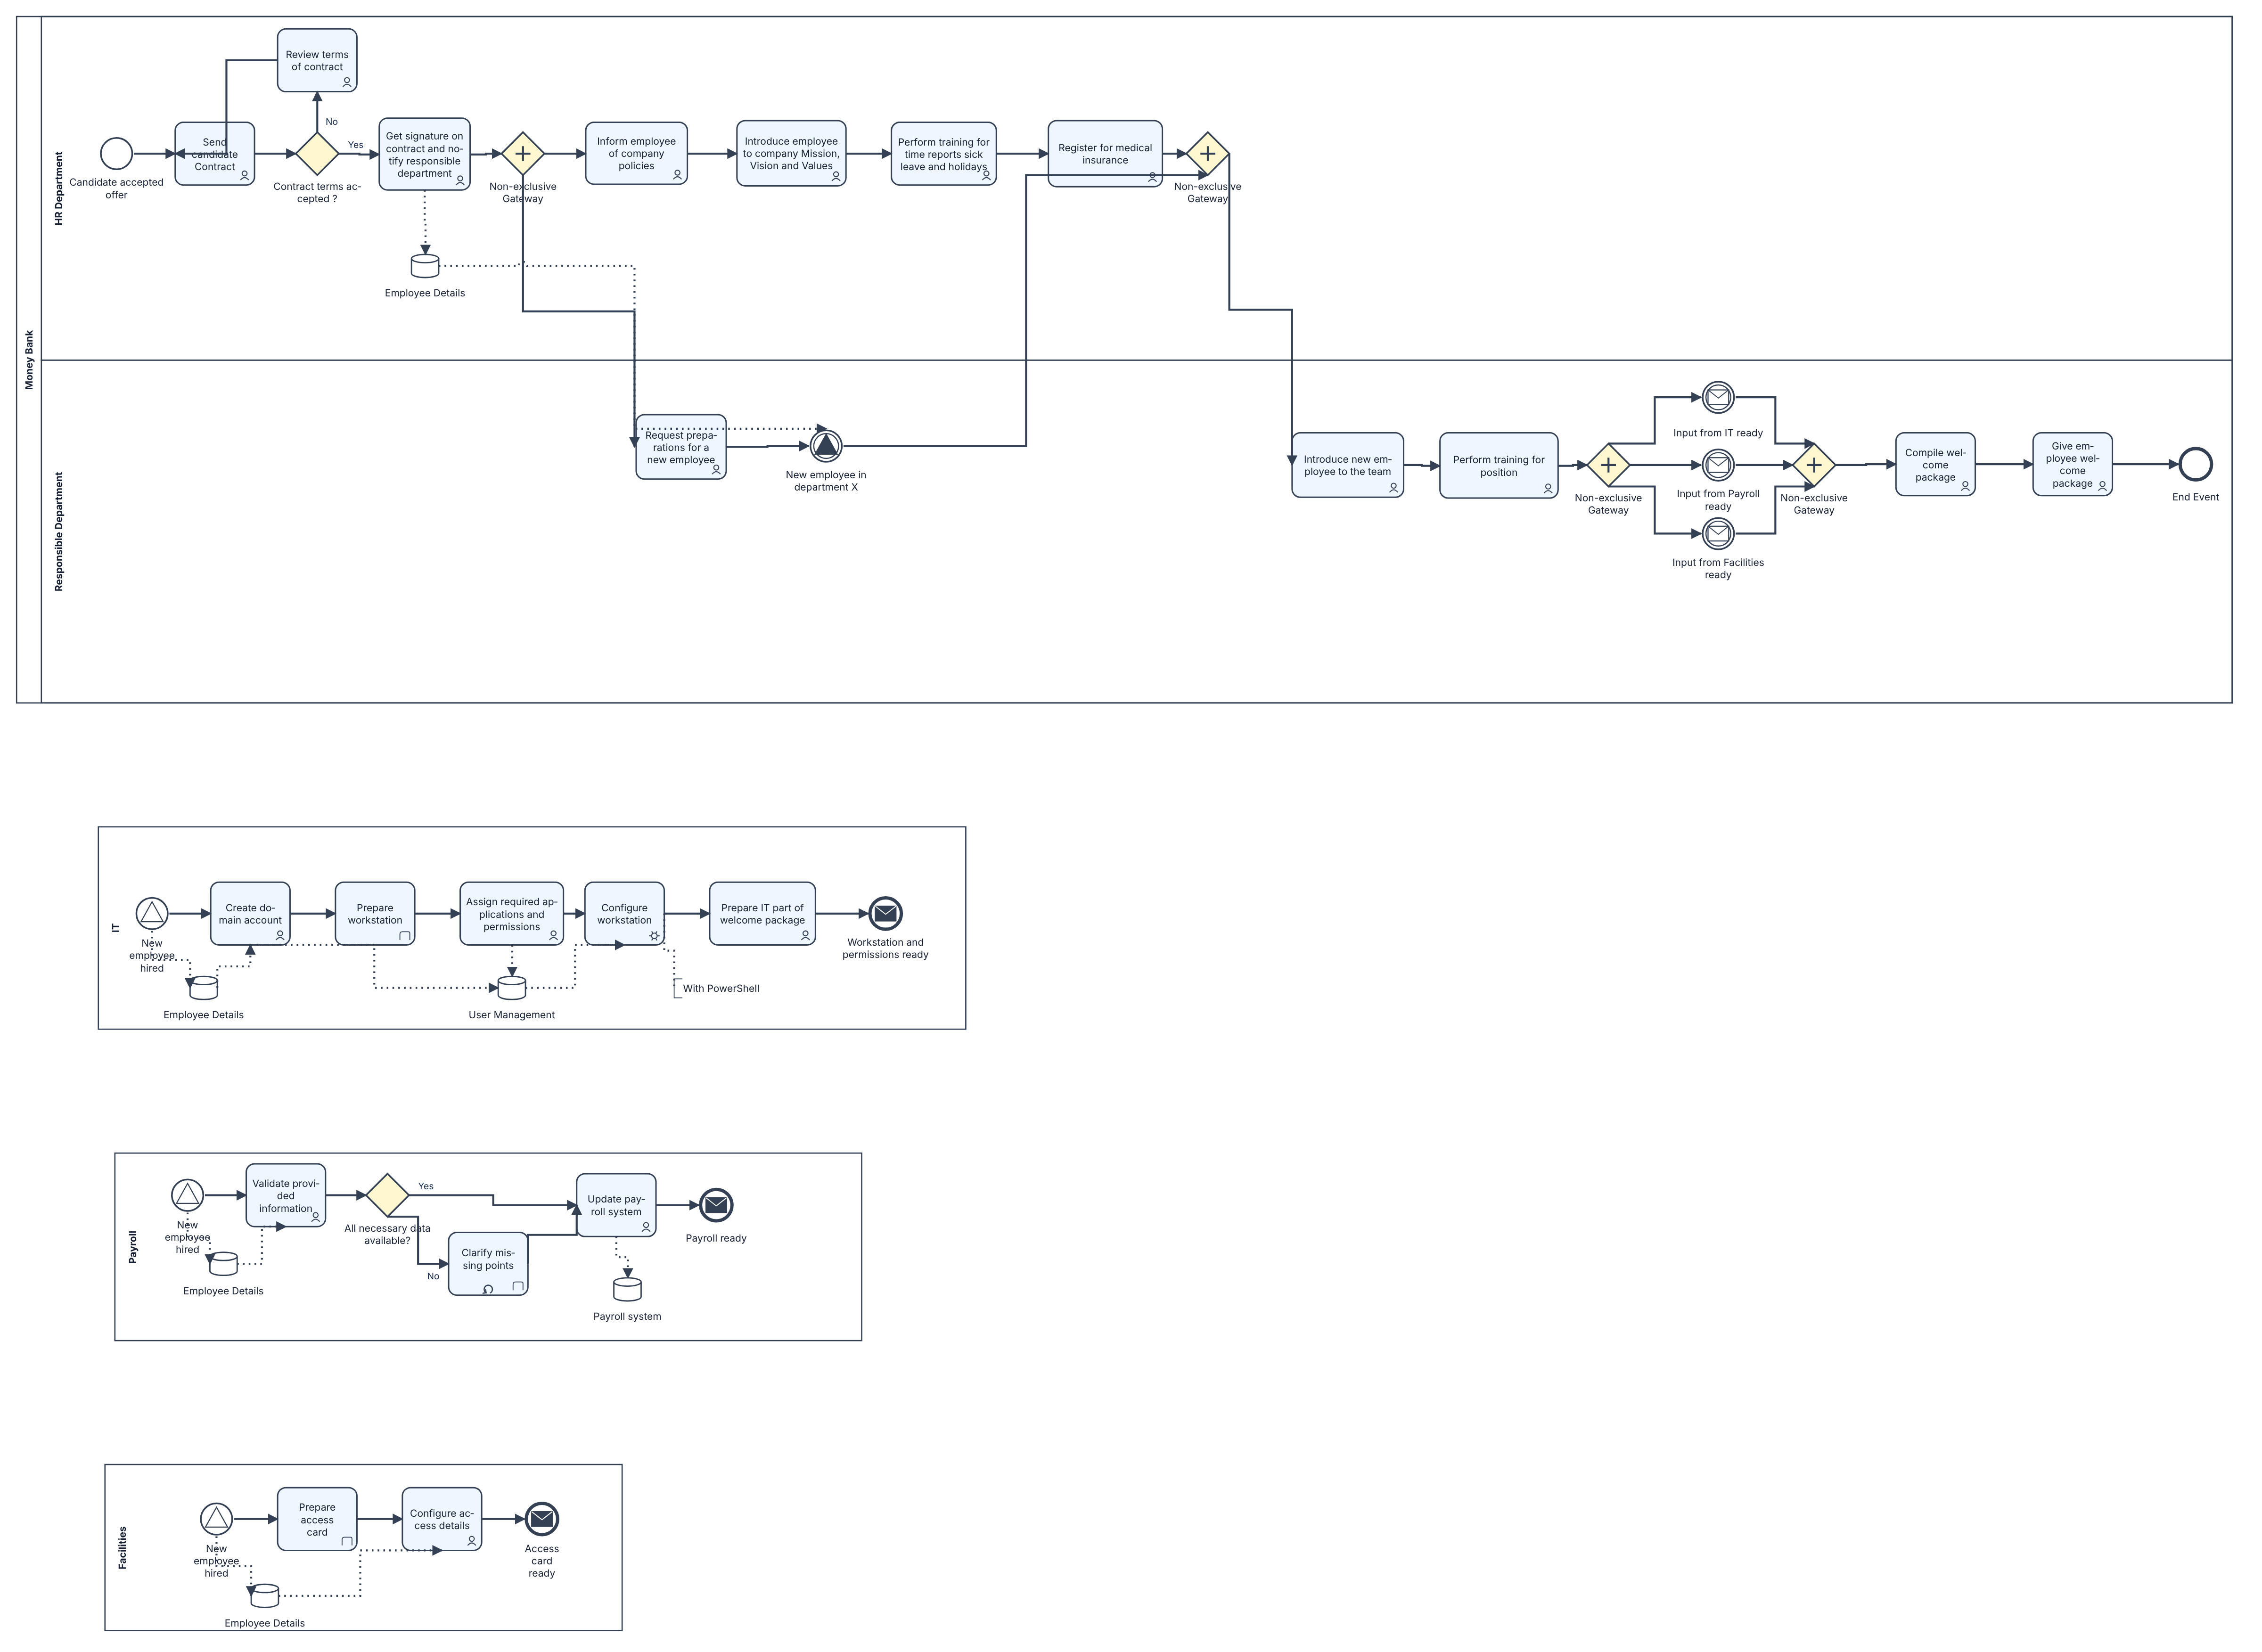 Money Bank
HR Department
Review terms
of contract
No
Candidate accepted
offer
Send
candidate
Contract
Contract terms ac-
cepted ?
Yes
Get signature on
contract and no-
tify responsible
department
Non-exclusive
Gateway
Inform employee
of company
policies
Introduce employee
to company Mission,
Vision and Values
Perform training for
time reports sick
leave and holidays
Register for medical
insurance
Non-exclusive
Gateway
Employee Details
Responsible Department
Request prepa-
rations for a
new employee
New employee in
department X
Introduce new em-
ployee to the team
Perform training for
position
Non-exclusive
Gateway
Input from IT ready
Input from Payroll
ready
Input from Facilities
ready
Non-exclusive
Gateway
Compile wel-
come
package
Give em-
ployee wel-
come
package
End Event
IT
New
employee
hired
Create do-
main account
Prepare
workstation
Assign required ap-
plications and
permissions
Configure
workstation
Prepare IT part of
welcome package
Workstation and
permissions ready
Employee Details
User Management
With PowerShell
Payroll
New
employee
hired
Validate provi-
ded
information
All necessary data
available?
Yes
No
Clarify mis-
sing points
Update pay-
roll system
Payroll ready
Employee Details
Payroll system
Facilities
New
employee
hired
Prepare
access
card
Configure ac-
cess details
Access
card
ready
Employee Details